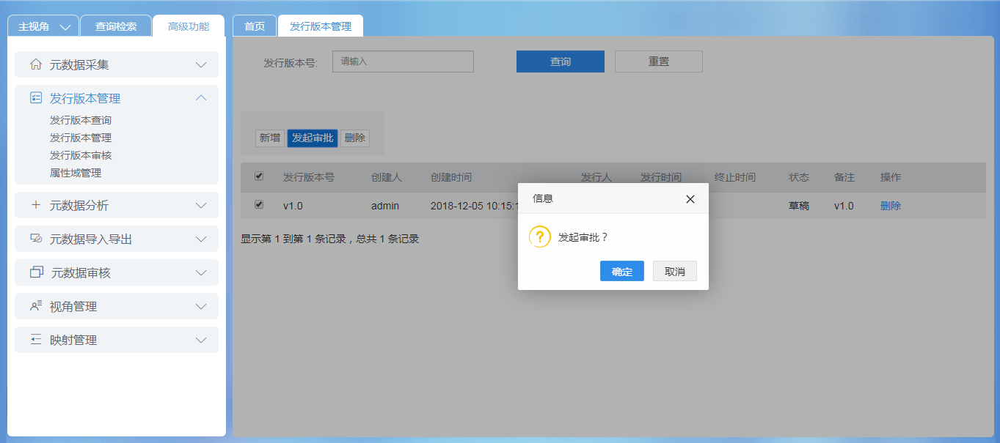 主视角 查询检索 高级功能 首页 发行版本管理
元数据采集
发行版本管理
发行版本查询
发行版本管理
发行版本审核
属性域管理
元数据分析
元数据导入导出
元数据审核
视角管理
映射管理
发行版本号: 请输入 查询 重置
新增 发起审批 删除
发行版本号 创建人 创建时间 发行人 发行时间 终止时间 状态 备注 操作
v1.0 admin 2018-12-05 10:15:1 草稿 v1.0 删除
显示第 1 到第 1 条记录，总共 1 条记录
信息
?
发起审批？
确定 取消